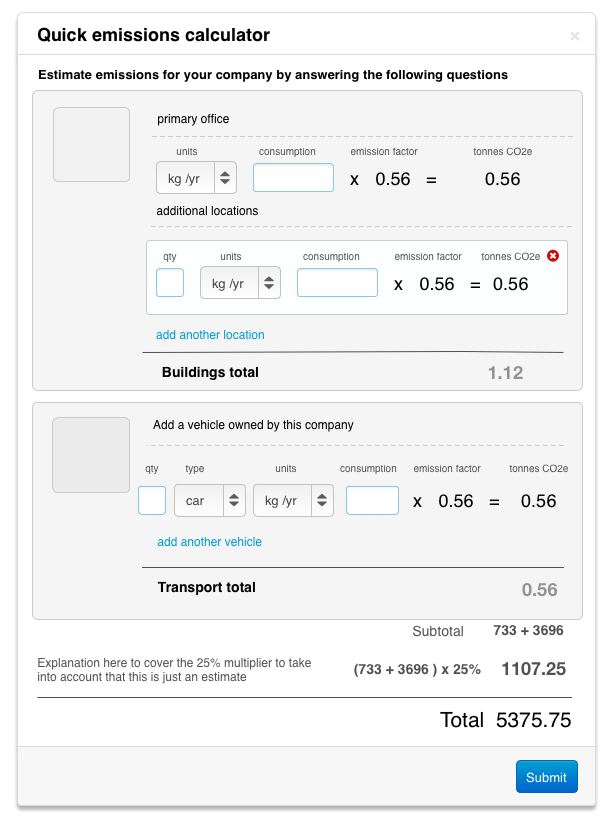 Quick emissions calculator ×
Estimate emissions for your company by answering the following questions
primary office
units consumption emission factor tonnes CO2e
kg /yr x 0.56 = 0.56
additional locations
qty units consumption emission factor tonnes CO2e
kg /yr x 0.56 = 0.56
add another location
Buildings total 1.12
Add a vehicle owned by this company
qty type units consumption emission factor tonnes CO2e
car kg /yr x 0.56 = 0.56
add another vehicle
Transport total 0.56
Subtotal 733 + 3696
Explanation here to cover the 25% multiplier to take
into account that this is just an estimate
(733 + 3696 ) x 25% 1107.25
Total 5375.75
Submit